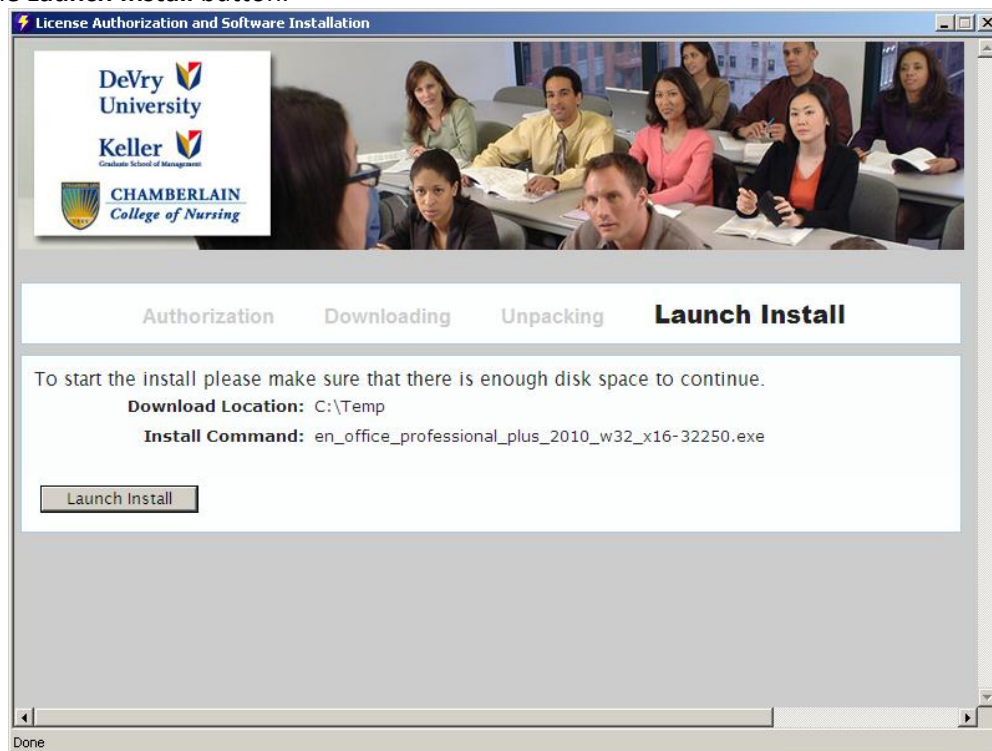 Launch Install button.
License Authorization and Software Installation
DeVry
University
Keller
Graduate School of Management
CHAMBERLAIN
College of Nursing
Authorization Downloading Unpacking Launch Install
To start the install please make sure that there is enough disk space to continue.
Download Location: C:\Temp
Install Command: en_office_professional_plus_2010_w32_x16-32250.exe
Launch Install
Done